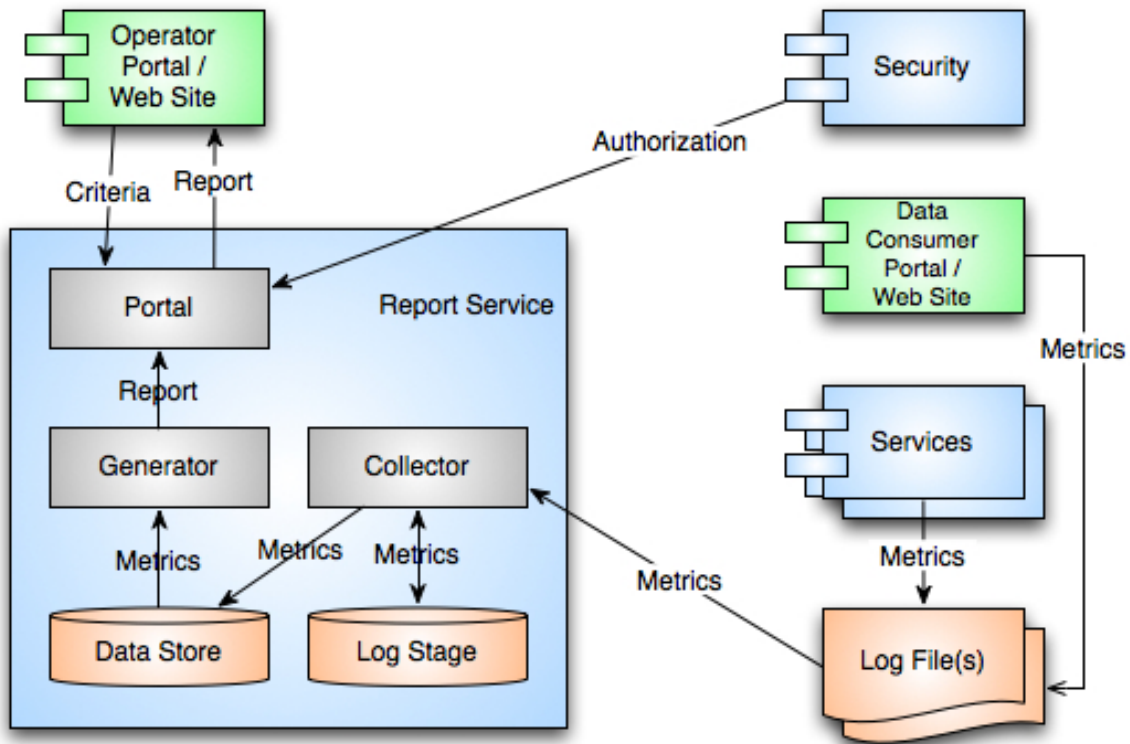 Operator
Portal /
Web Site
Security
Authorization
Criteria
Report
Data
Consumer
Portal /
Web Site
Portal
Report Service
Metrics
Report
Generator
Collector
Services
Metrics
Metrics
Metrics
Metrics
Metrics
Data Store
Log Stage
Log File(s)